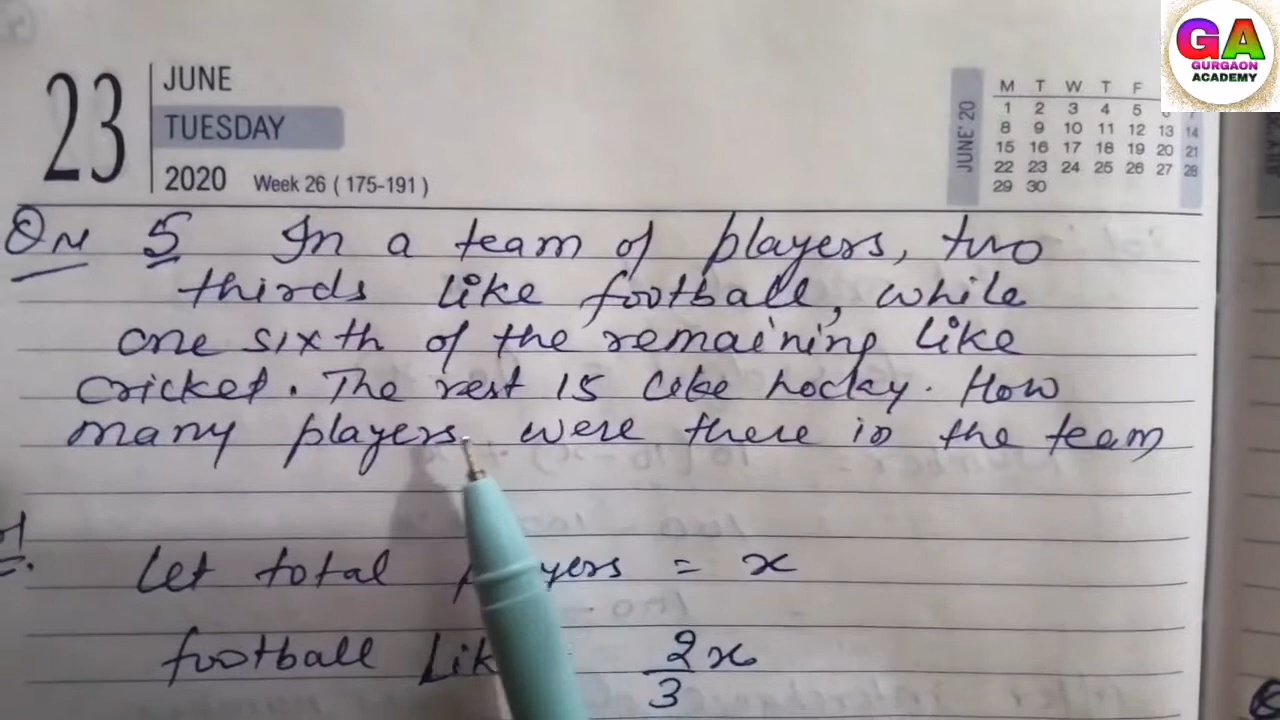 23
JUNE
TUESDAY
2020 Week 26 ( 175-191 )
JUNE' 20
M T W T F
1 2 3 4 5 6 7
8 9 10 11 12 13 14
15 16 17 18 19 20 21
22 23 24 25 26 27 28
29 30
GA
GURGAON
ACADEMY
QN 5 In a team of players, two
thirds like football, while
one sixth of the remaining like
cricket. The rest 15 like hocky. How
many players were there in the team
Let total yers = x
football Lik 2x
3